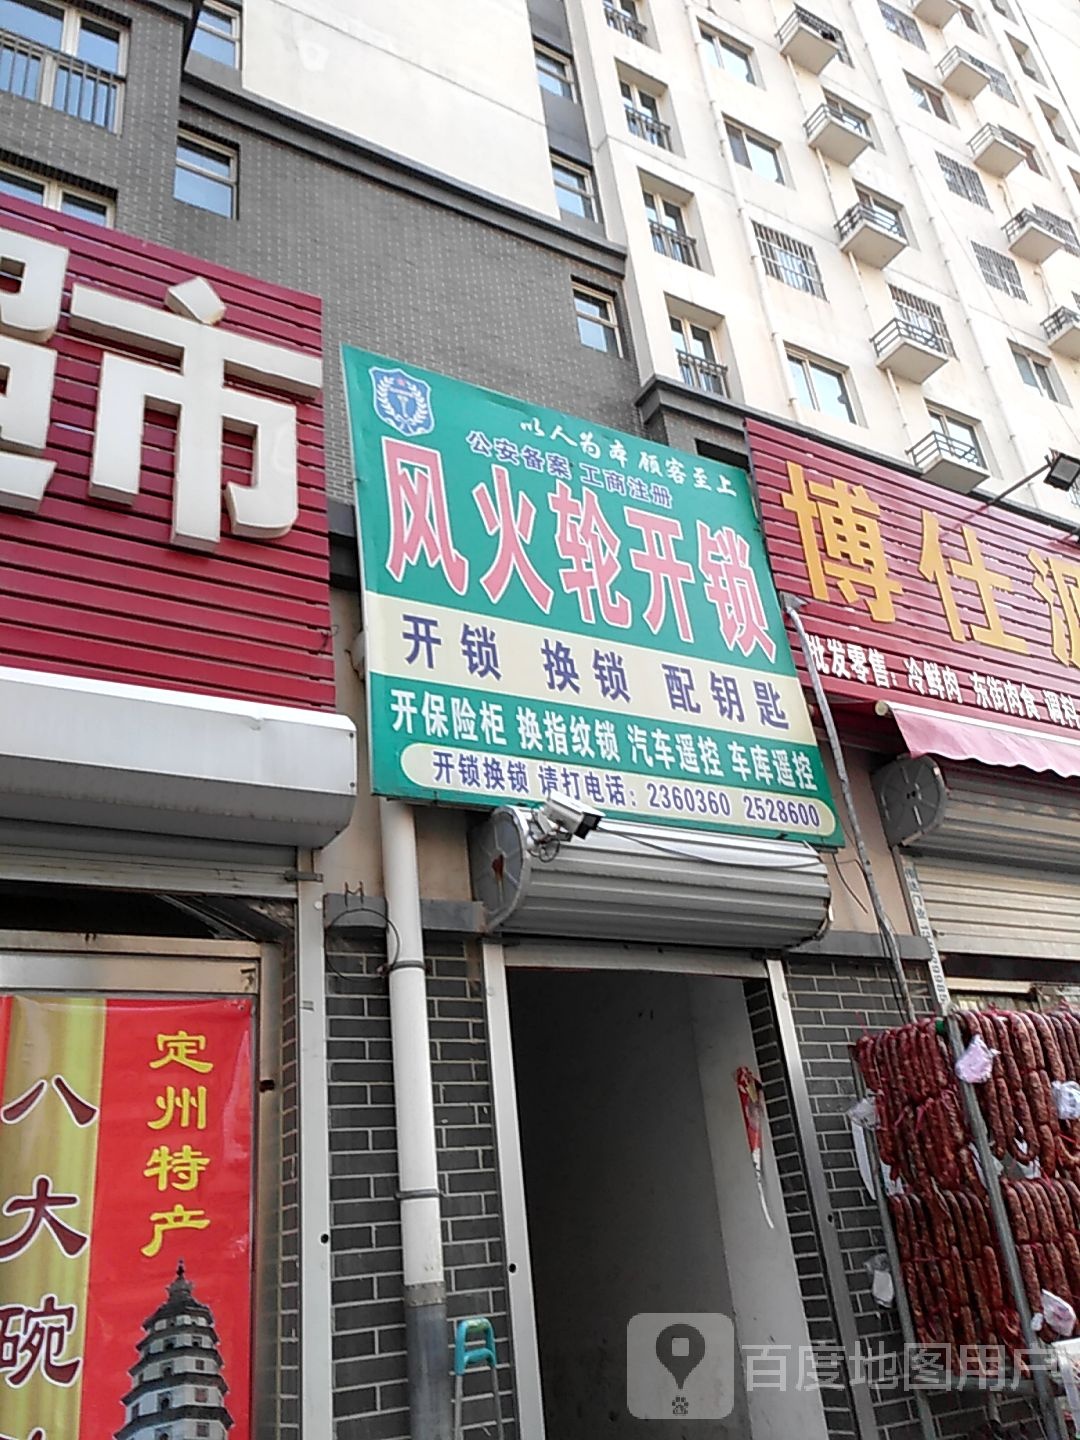 市
以人为本 顾客至上
公安备案 工商注册
风火轮开锁
开锁 换锁 配钥匙
开保险柜 换指纹锁 汽车遥控 车库遥控
开锁换锁 请打电话：2360360 2528600
博仕派
批发零售：冷鲜肉 东街肉食 调料
定州特产
八大碗
百度地图用户